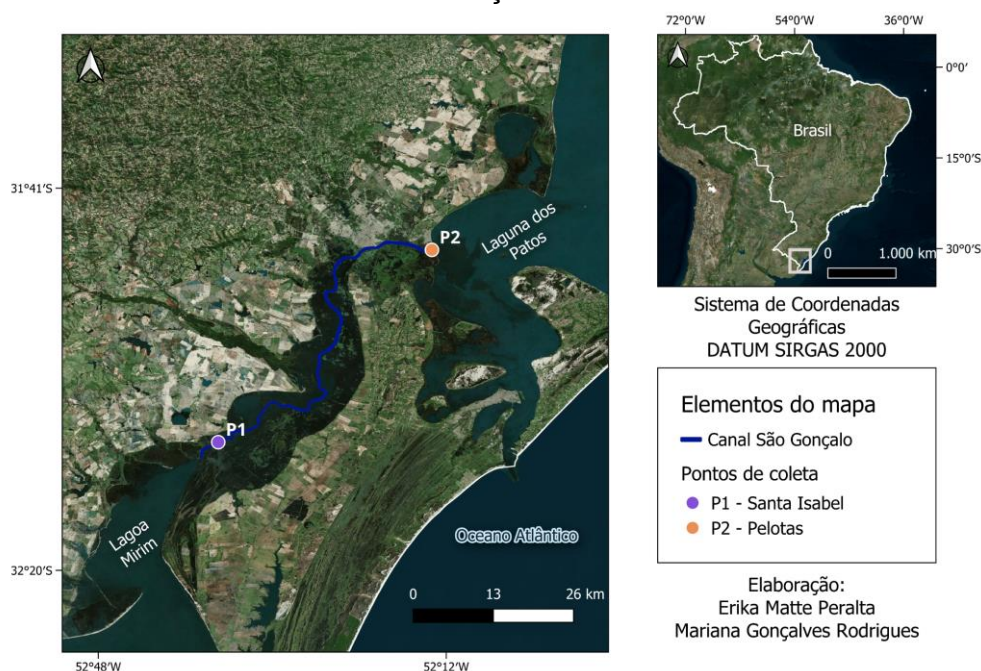 31°41′S
32°20′S
52°48′W
52°12′W
P2
Laguna dos
Patos
P1
Lagoa
Mirim
Oceano Atlântico
0
13
26 km
72°0′W
54°0′W
36°0′W
0°0′
15°0′S
30°0′S
Brasil
0
1.000 km
Sistema de Coordenadas
Geográficas
DATUM SIRGAS 2000
Elementos do mapa
Canal São Gonçalo
Pontos de coleta
P1 - Santa Isabel
P2 - Pelotas
Elaboração:
Erika Matte Peralta
Mariana Gonçalves Rodrigues